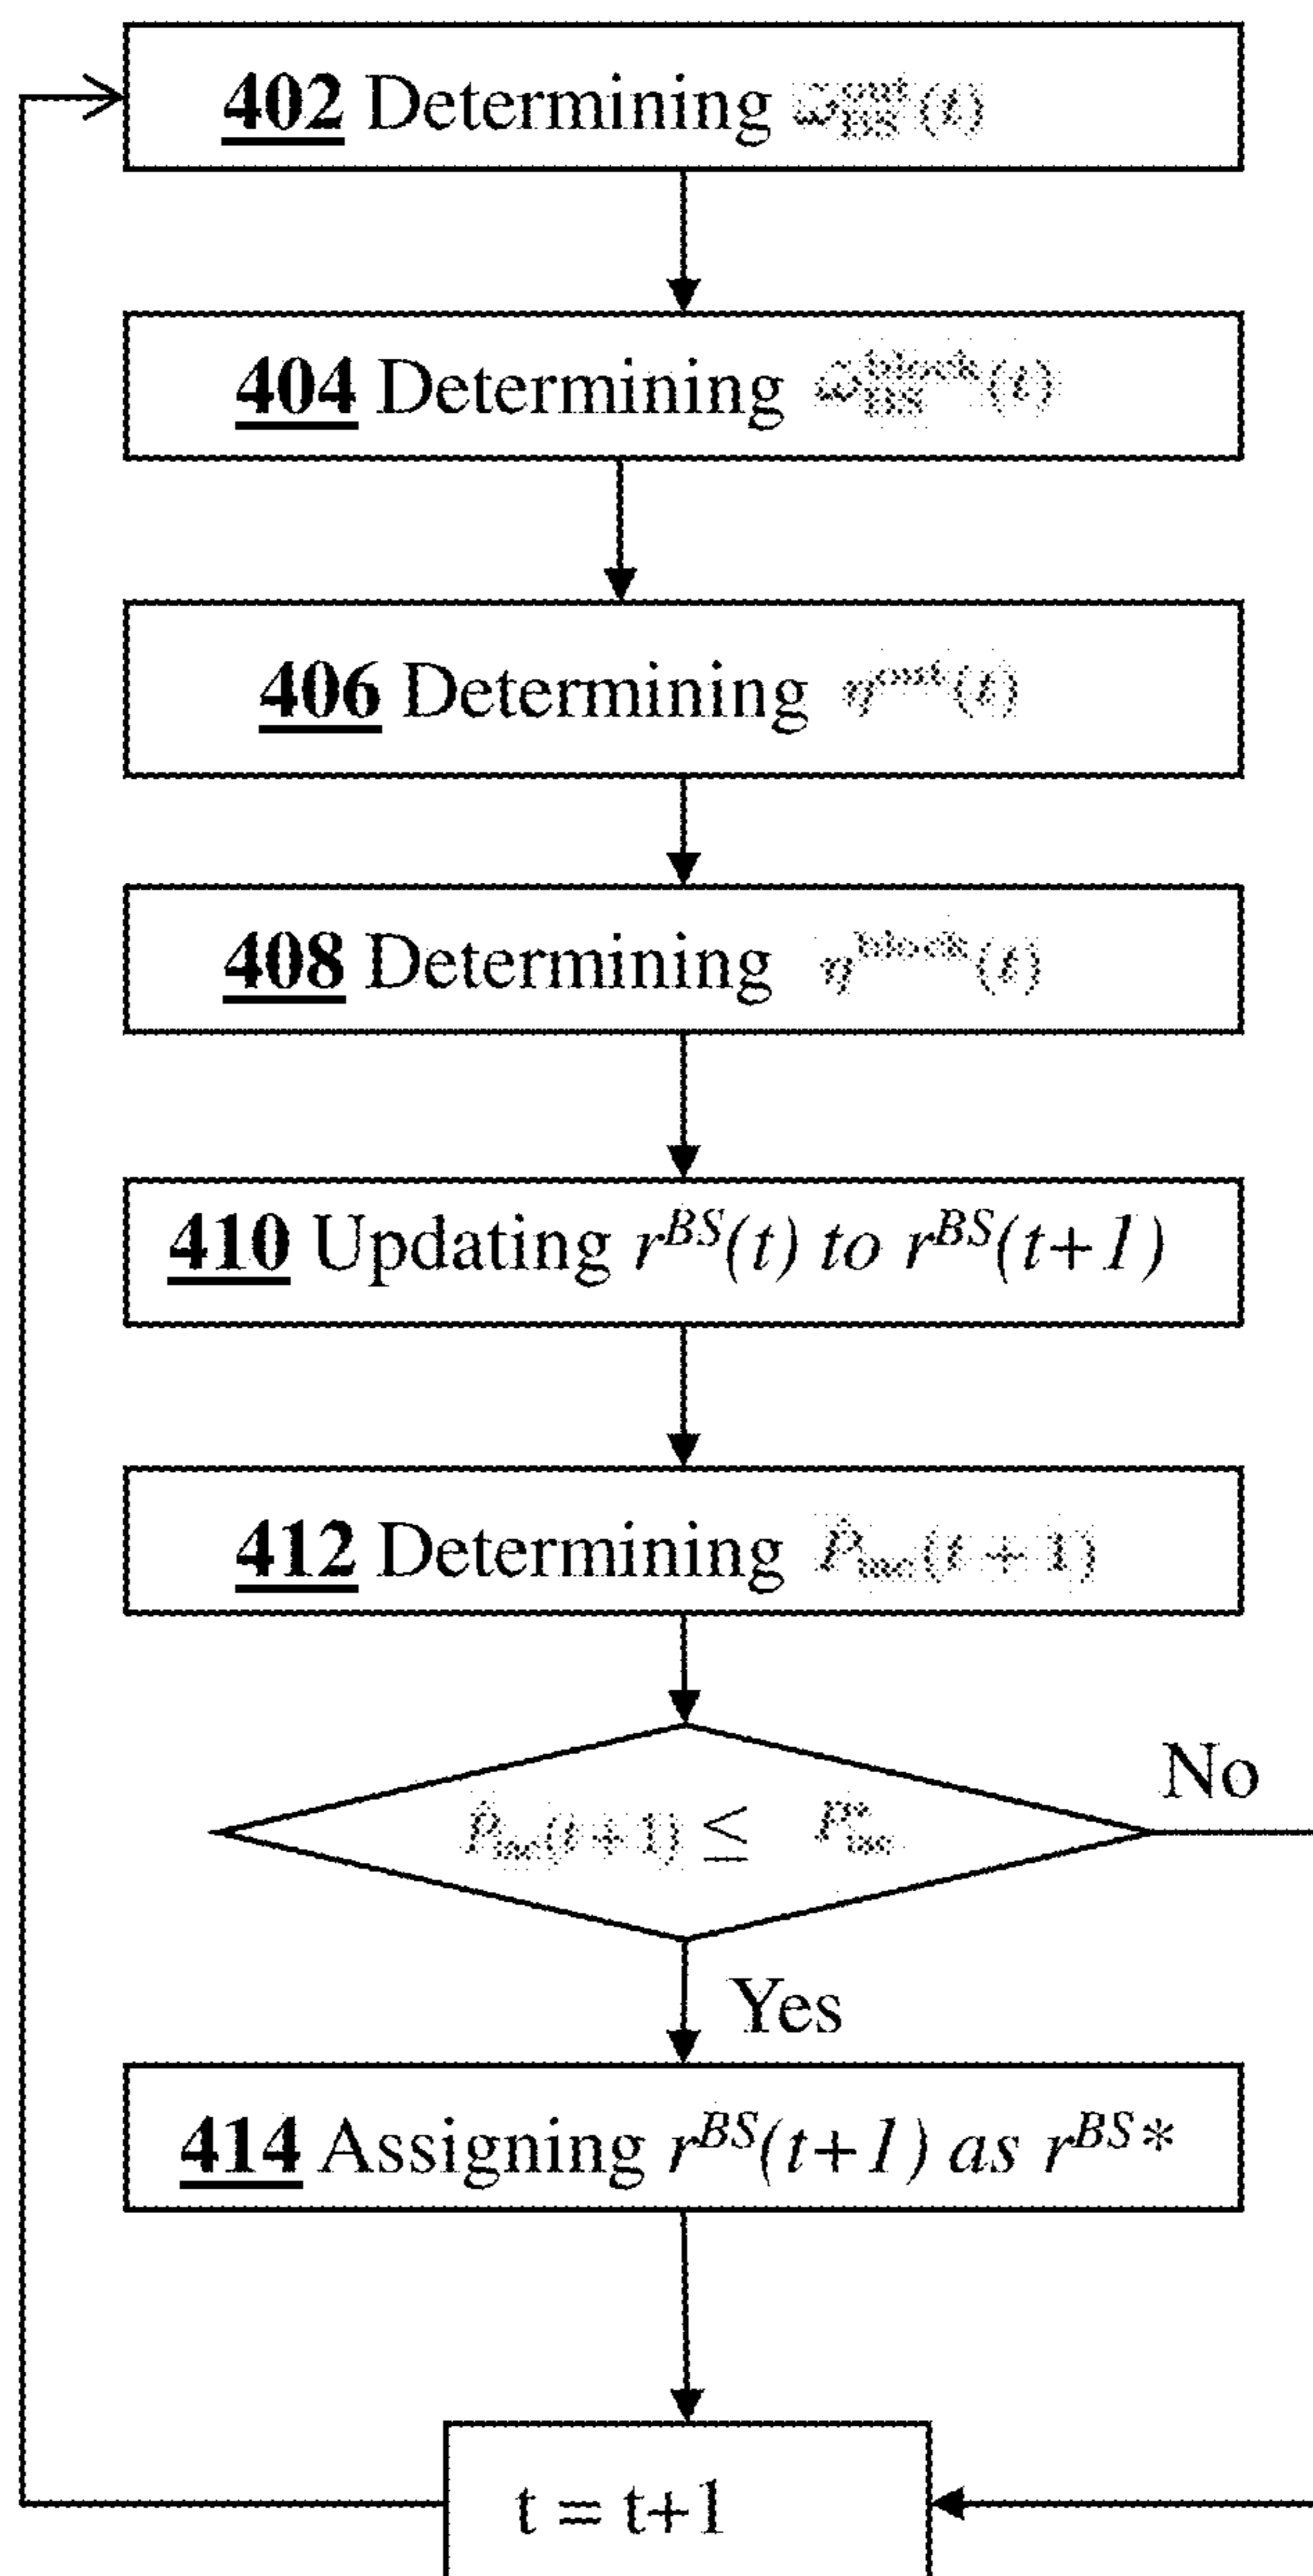 402 Determining
404 Determining
406 Determining
408 Determining
410 Updating r^BS(t) to r^BS(t+1)
412 Determining
≤
No
Yes
414 Assigning r^BS(t+1) as r^BS*
t = t+1